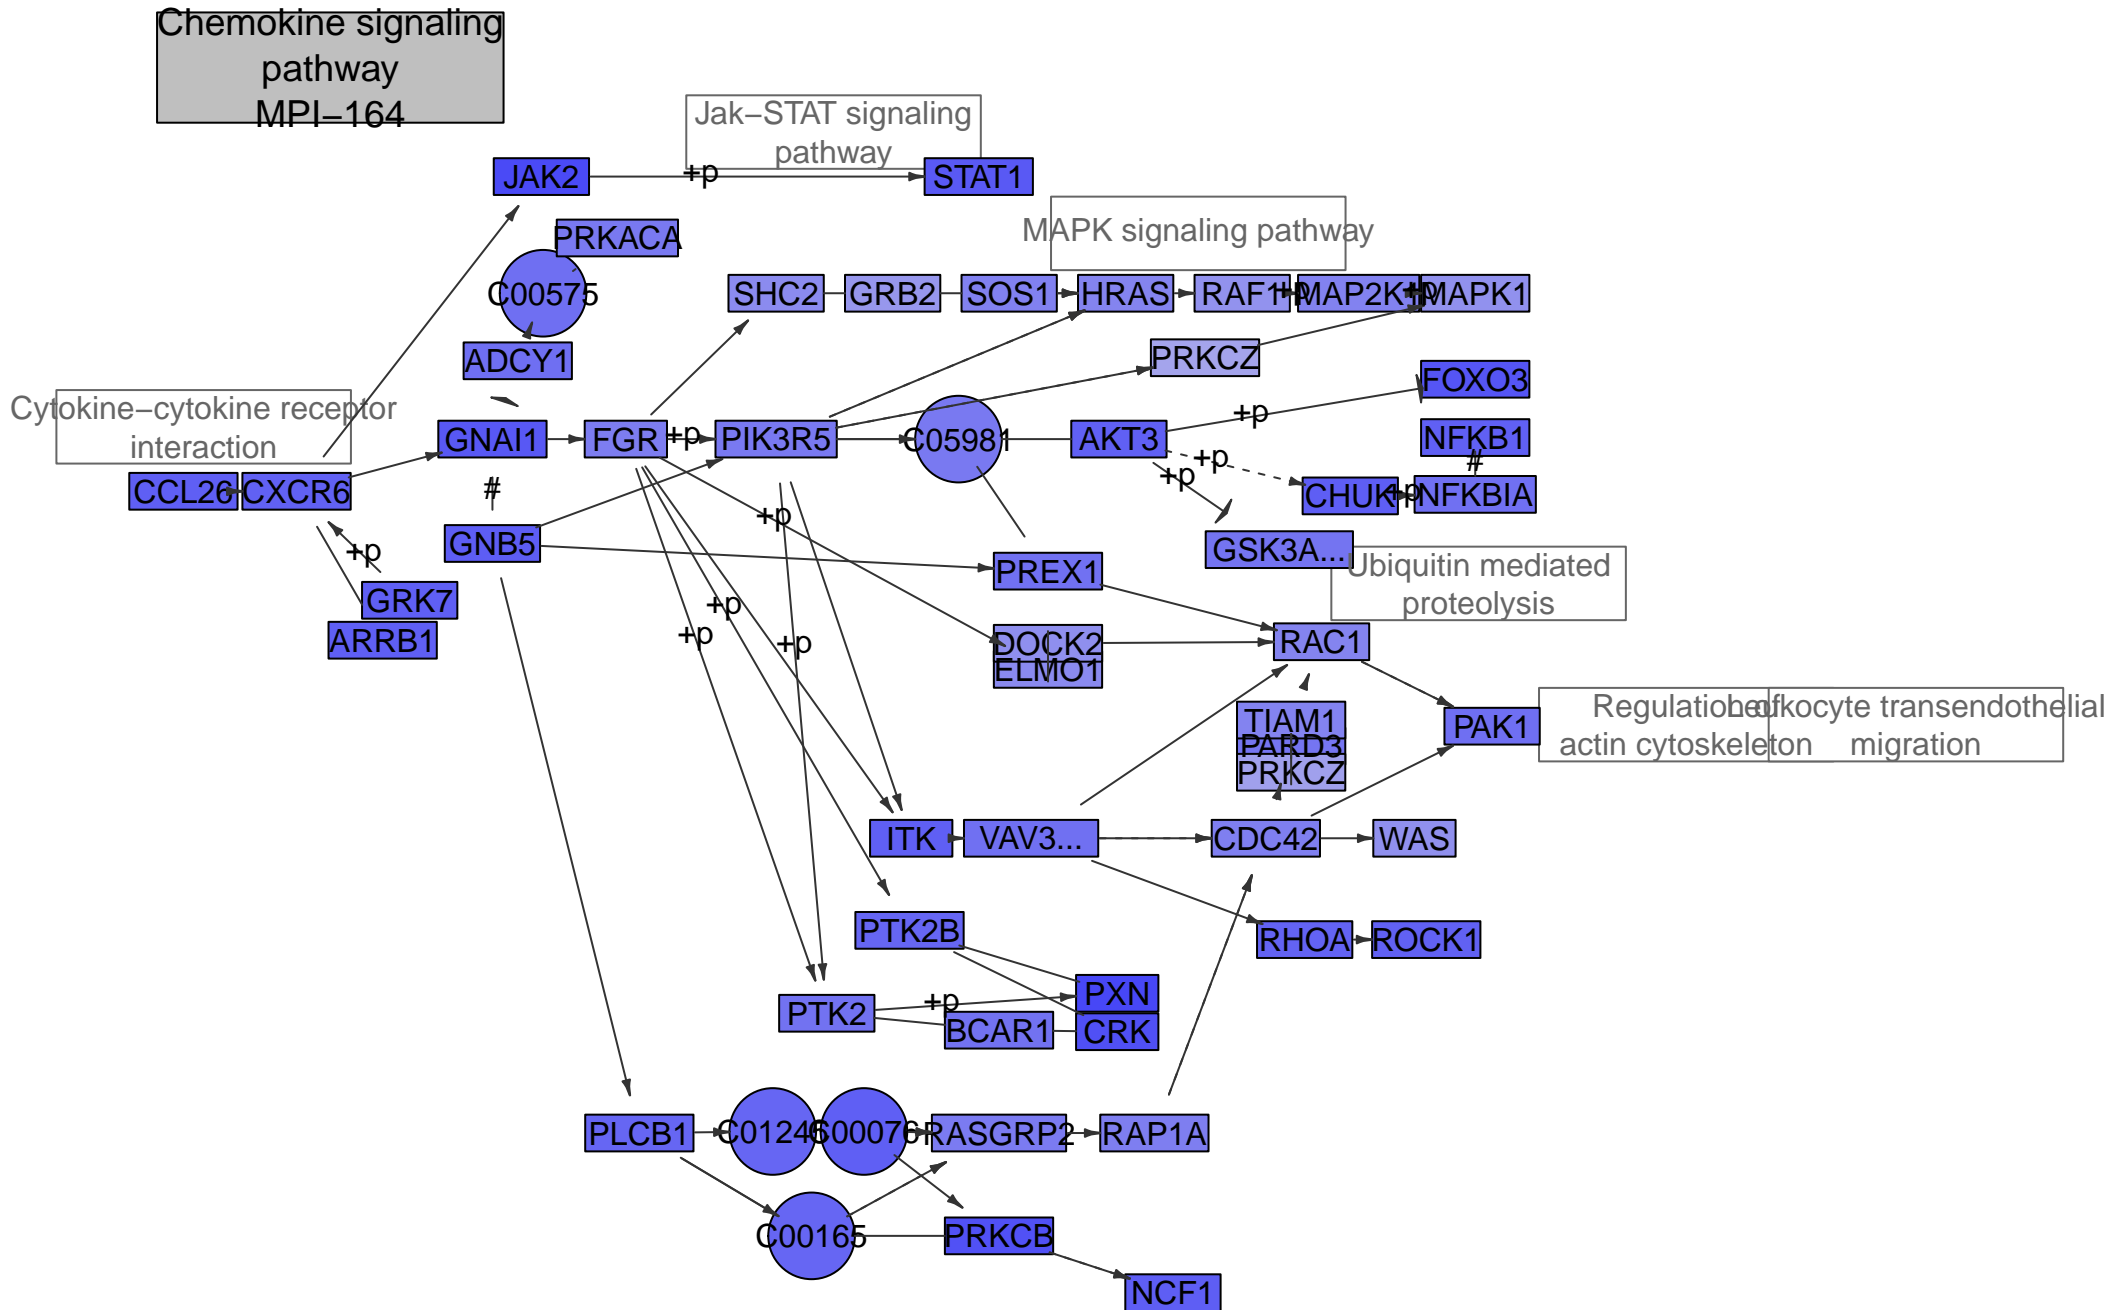 Chemokine signaling
pathway
MPI−164
Jak−STAT signaling
pathway
JAK2
+p
STAT1
PRKACA
MAPK signaling pathway
C00575
SHC2
GRB2
SOS1
HRAS
RAF1
+p
MAP2K1
+p
MAPK1
ADCY1
PRKCZ
FOXO3
Cytokine−cytokine receptor
interaction
+p
GNAI1
FGR
+p
PIK3R5
C05981
AKT3
NFKB1
+p
#
+p
CCL26
CXCR6
#
CHUK
+p
NFKBIA
+p
GNB5
+p
GSK3A...
PREX1
Ubiquitin mediated
proteolysis
GRK7
+p
ARRB1
+p
+p
DOCK2
ELMO1
RAC1
TIAM1
PARD3
PRKCZ
PAK1
Regulation of
actin cytoskeleton
Leukocyte transendothelial
migration
ITK
VAV3...
CDC42
WAS
PTK2B
RHOA
ROCK1
PXN
+p
PTK2
BCAR1
CRK
PLCB1
C01245
C00076
RASGRP2
RAP1A
C00165
PRKCB
NCF1